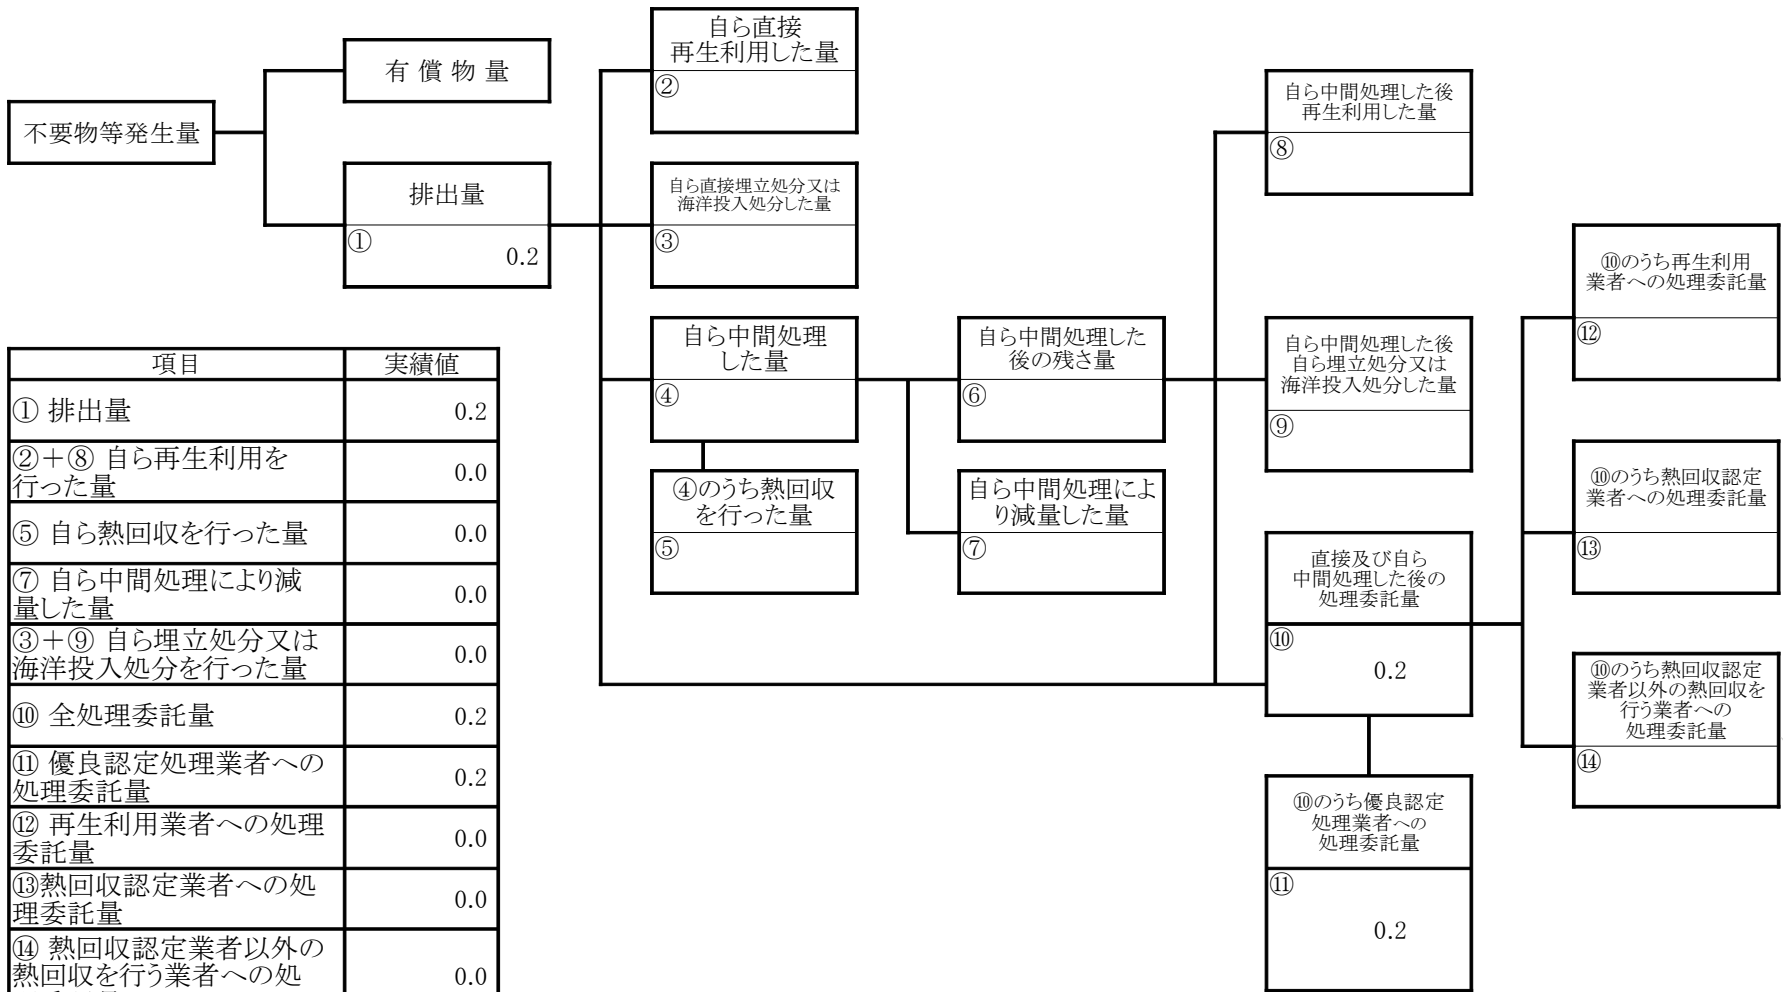 不要物等発生量
有 償 物 量
排出量
①
0.2
自ら直接
再生利用した量
②
自ら直接埋立処分又は
海洋投入処分した量
③
自ら中間処理
した量
④
④のうち熱回収
を行った量
⑤
自ら中間処理した
後の残さ量
⑥
自ら中間処理によ
り減量した量
⑦
自ら中間処理した後
再生利用した量
⑧
自ら中間処理した後
自ら埋立処分又は
海洋投入処分した量
⑨
直接及び自ら
中間処理した後の
処理委託量
⑩
0.2
⑩のうち優良認定
処理業者への
処理委託量
⑪
0.2
⑩のうち再生利用
業者への処理委託量
⑫
⑩のうち熱回収認定
業者への処理委託量
⑬
⑩のうち熱回収認定
業者以外の熱回収を
行う業者への
処理委託量
⑭
項目 実績値
① 排出量 0.2
②＋⑧ 自ら再生利用を
行った量 0.0
⑤ 自ら熱回収を行った量 0.0
⑦ 自ら中間処理により減
量した量 0.0
③＋⑨ 自ら埋立処分又は
海洋投入処分を行った量 0.0
⑩ 全処理委託量 0.2
⑪ 優良認定処理業者への
処理委託量 0.2
⑫ 再生利用業者への処理
委託量 0.0
⑬熱回収認定業者への処
理委託量 0.0
⑭ 熱回収認定業者以外の
熱回収を行う業者への処 0.0